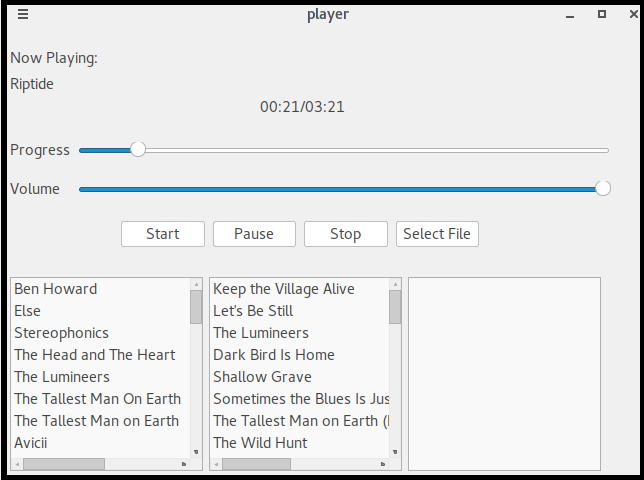 player
Now Playing:
Riptide
00:21/03:21
Progress
Volume
Start Pause Stop Select File
Ben Howard
Else
Stereophonics
The Head and The Heart
The Lumineers
The Tallest Man On Earth
The Tallest Man on Earth
Avicii
Keep the Village Alive
Let's Be Still
The Lumineers
Dark Bird Is Home
Shallow Grave
Sometimes the Blues Is Jus
The Tallest Man on Earth (
The Wild Hunt